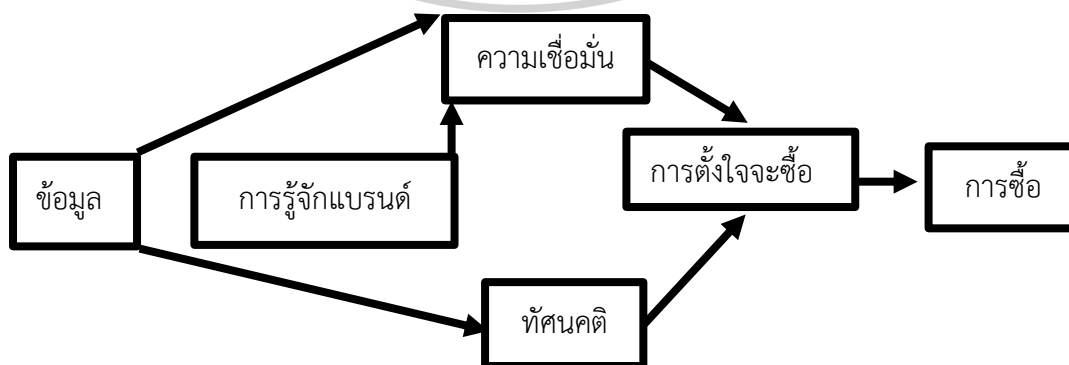 ความเชื่อมั่น
ข้อมูล
การรู้จักแบรนด์
การตั้งใจจะซื้อ
การซื้อ
ทัศนคติ